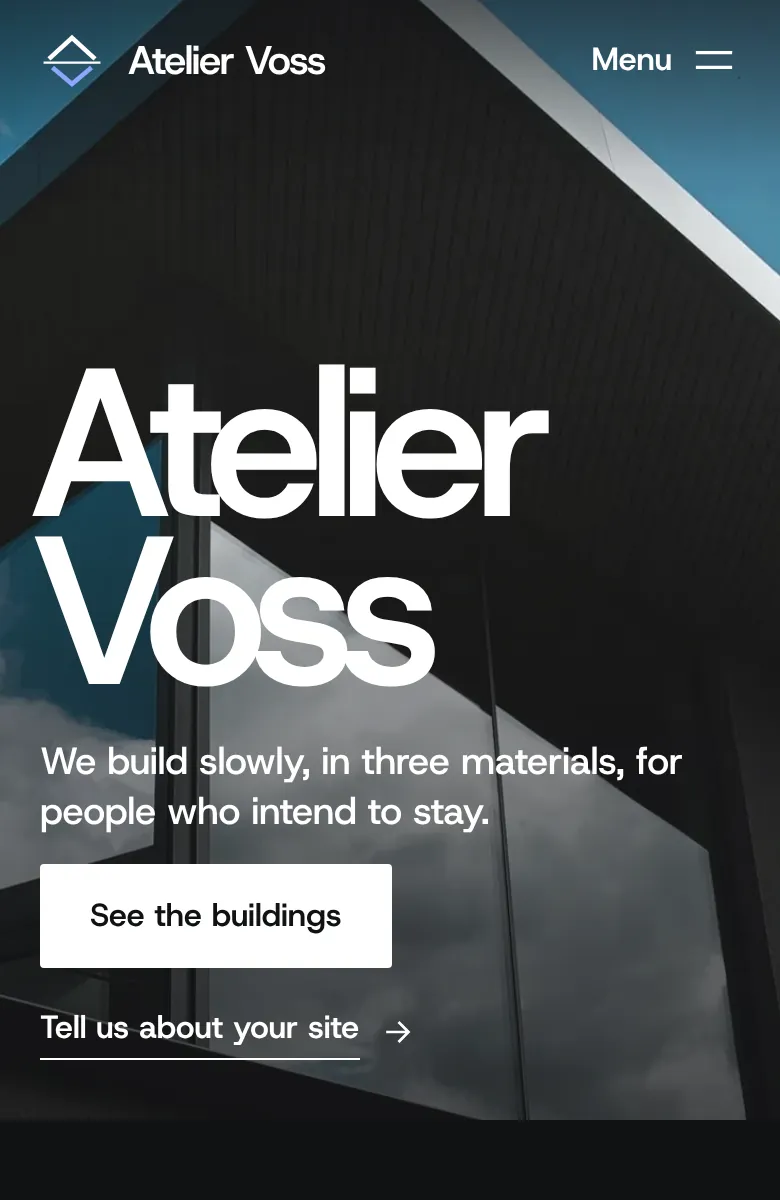 Atelier Voss
Menu
Atelier
Voss
We build slowly, in three materials, for
people who intend to stay.
See the buildings
Tell us about your site →